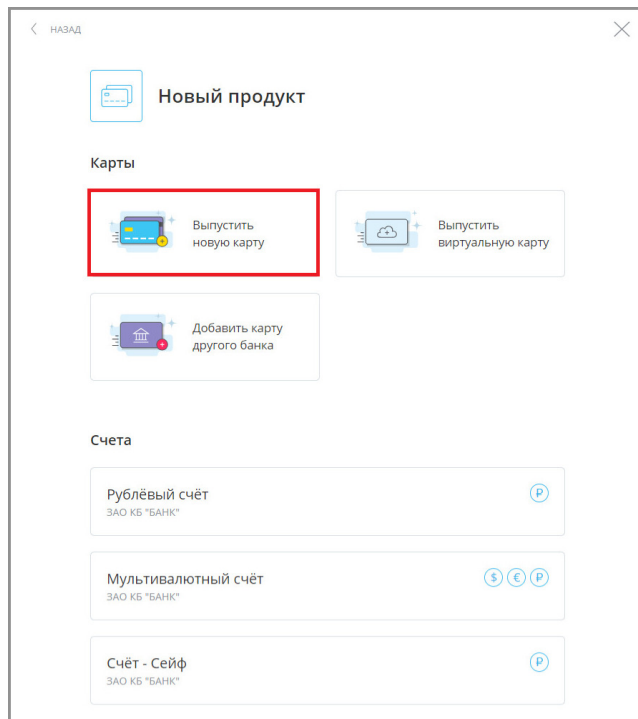 НАЗАД
Новый продукт
Карты
Выпустить
новую карту
Выпустить
виртуальную карту
Добавить карту
другого банка
Счета
Рублёвый счёт
ЗАО КБ "БАНК"
₽
Мультивалютный счёт
ЗАО КБ "БАНК"
$ € ₽
Счёт - Сейф
ЗАО КБ "БАНК"
₽